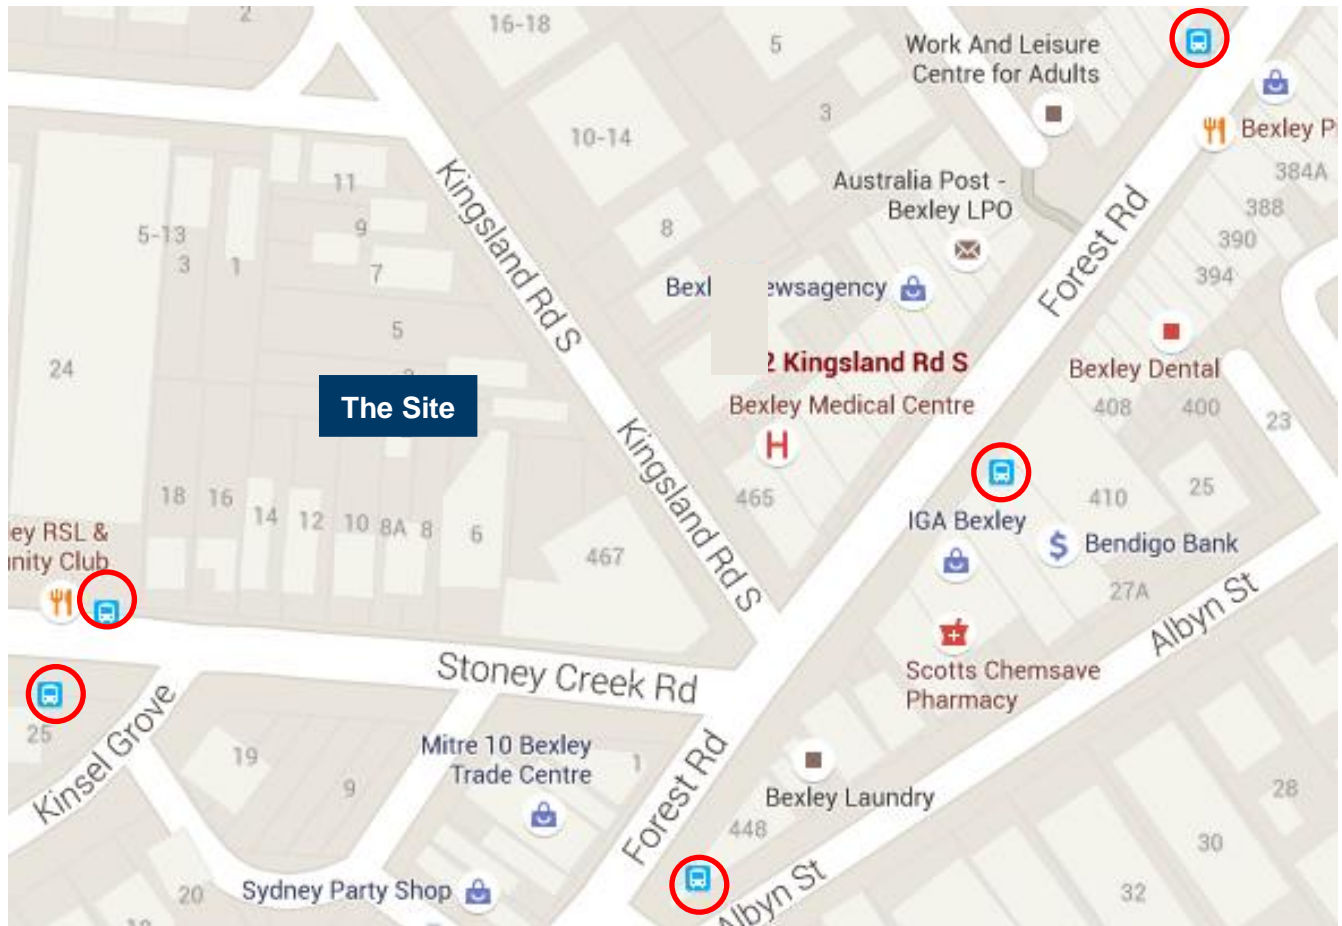 2
16-18
5
Work And Leisure
Centre for Adults
Bexley P
3
10-14
384A
11
Australia Post -
Bexley LPO
388
5-13
9
8
390
3
1
7
394
Kingsland Rd S
Forest Rd
Bexl ewsagency
5
24
2 Kingsland Rd S
Bexley Dental
The Site
Bexley Medical Centre
408
400
23
H
Kingsland Rd S
18
16
14
12
10
8A
8
6
465
410
25
ley RSL &
unity Club
467
IGA Bexley
$
Bendigo Bank
27A
Albyn St
Stoney Creek Rd
Scotts Chemsave
Pharmacy
25
Kinsel Grove
19
9
Mitre 10 Bexley
Trade Centre
1
Forest Rd
Bexley Laundry
28
448
30
20
Sydney Party Shop
Albyn St
32